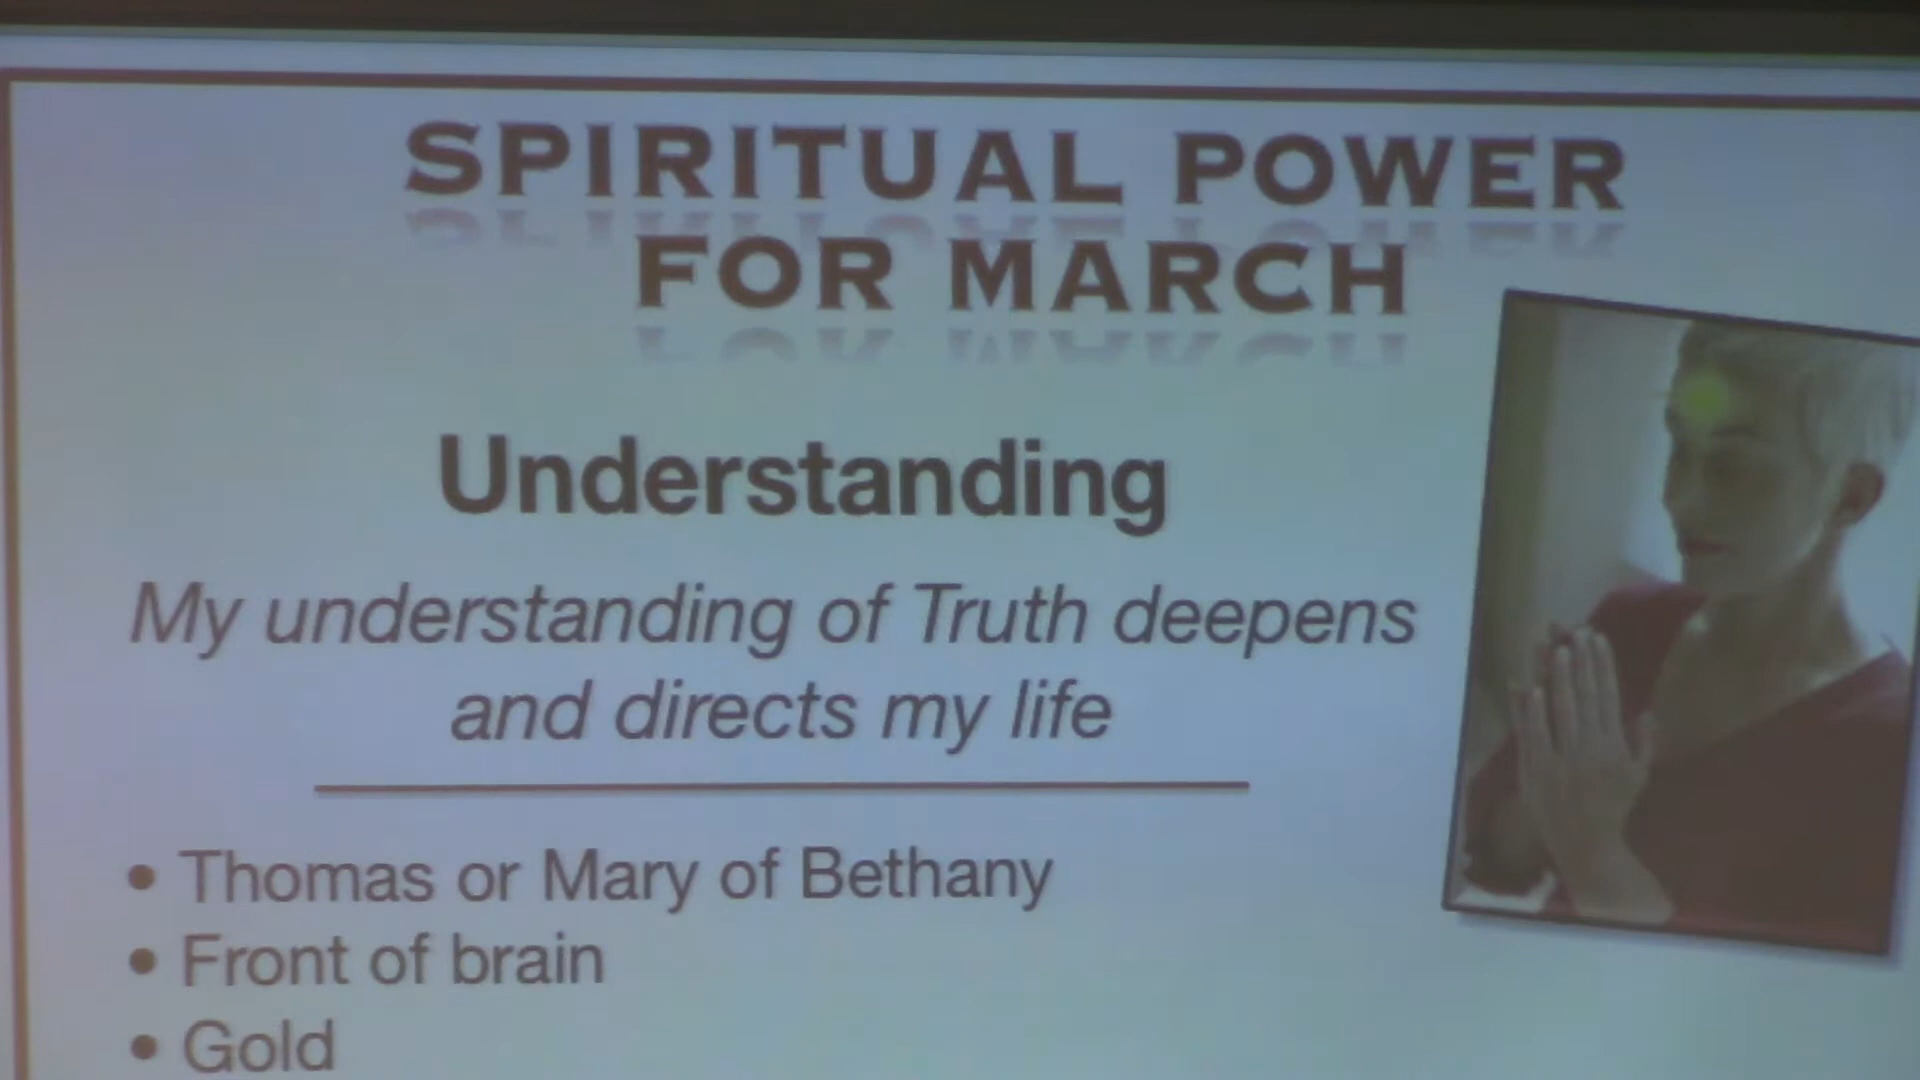 SPIRITUAL POWER
FOR MARCH
Understanding
My understanding of Truth deepens
and directs my life
• Thomas or Mary of Bethany
• Front of brain
• Gold